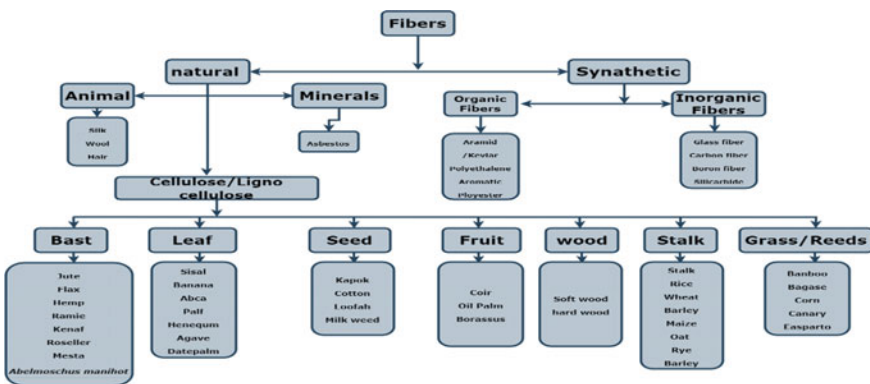 Fibers
natural
Synathetic
Animal
Minerals
Organic
Fibers
Inorganic
Fibers
Silk
Wool
Hair
Asbestos
Aramid
/Kevlar
Polyethalene
Aromatic
Ployester
Glass fiber
Carbon fiber
Boron fiber
Silicarbide
Cellulose/Ligno
cellulose
Bast
Leaf
Seed
Fruit
wood
Stalk
Grass/Reeds
Jute
Flax
Hemp
Ramie
Kenaf
Roseller
Mesta
Abelmoschus manihot
Sisal
Banana
Abca
Palf
Henequm
Agave
Datepalm
Kapok
Cotton
Loofah
Milk weed
Coir
Oil Palm
Borassus
Soft wood
hard wood
Stalk
Rice
Wheat
Barley
Maize
Oat
Rye
Barley
Banboo
Bagase
Corn
Canary
Easparto